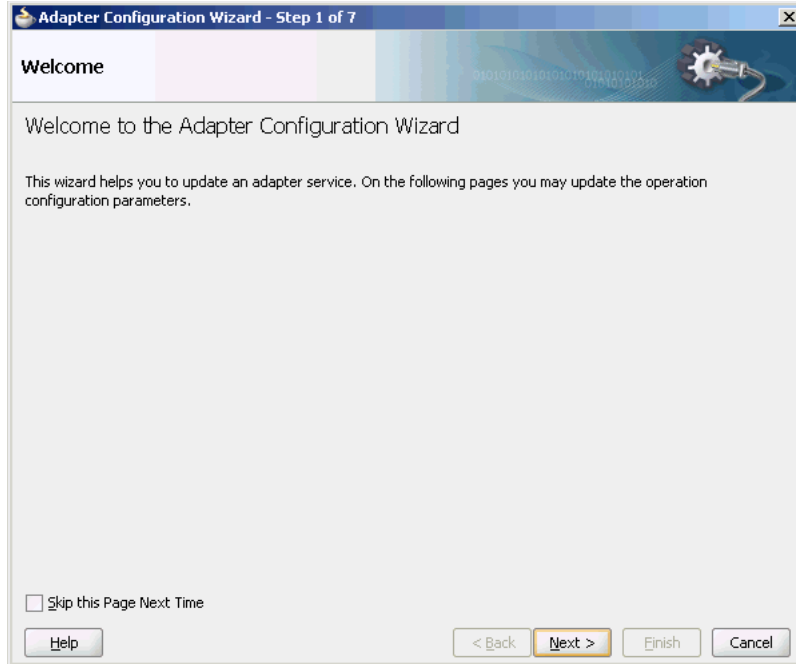 Adapter Configuration Wizard - Step 1 of 7
Welcome
Welcome to the Adapter Configuration Wizard
This wizard helps you to update an adapter service. On the following pages you may update the operation
configuration parameters.
Skip this Page Next Time
Help
< Back
Next >
Finish
Cancel